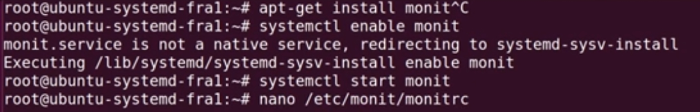 root@ubuntu-systemd-fra1:~# apt-get install monit^C
root@ubuntu-systemd-fra1:~# systemctl enable monit
monit.service is not a native service, redirecting to systemd-sysv-install
Executing /lib/systemd/systemd-sysv-install enable monit
root@ubuntu-systemd-fra1:~# systemctl start monit
root@ubuntu-systemd-fra1:~# nano /etc/monit/monitrc